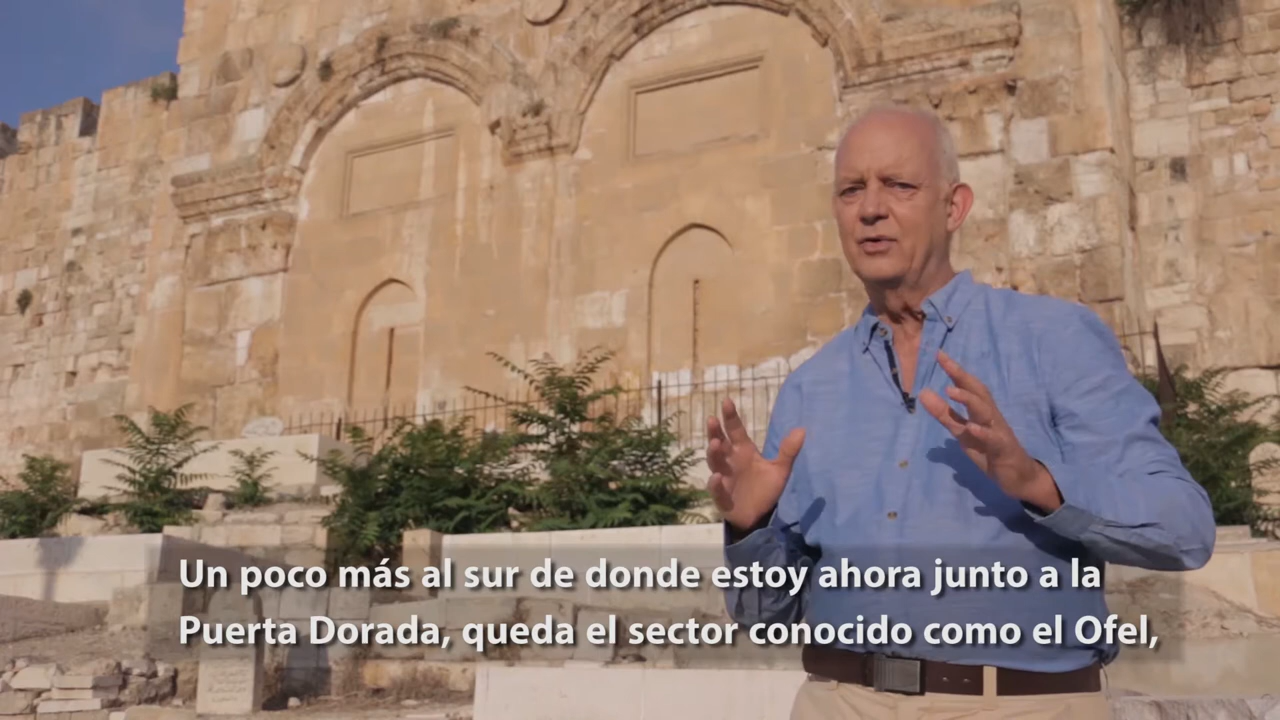 Un poco más al sur de donde estoy ahora junto a la
Puerta Dorada, queda el sector conocido como el Ofel,